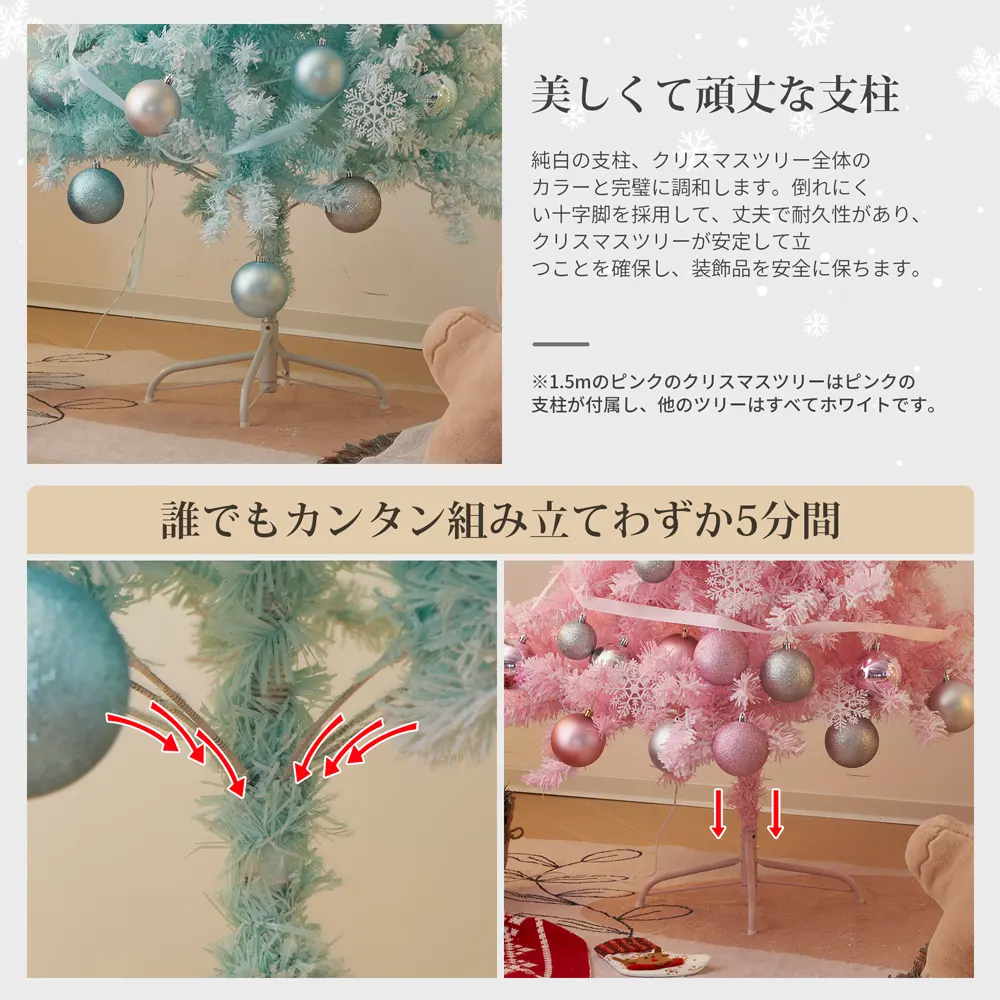 美しくて頑丈な支柱
純白の支柱、クリスマスツリー全体の
カラーと完璧に調和します。倒れにく
い十字脚を採用して、丈夫で耐久性があり、
クリスマスツリーが安定して立
つことを確保し、装飾品を安全に保ちます。
※1.5mのピンクのクリスマスツリーはピンクの
支柱が付属し、他のツリーはすべてホワイトです。
誰でもカンタン組み立てわずか5分間